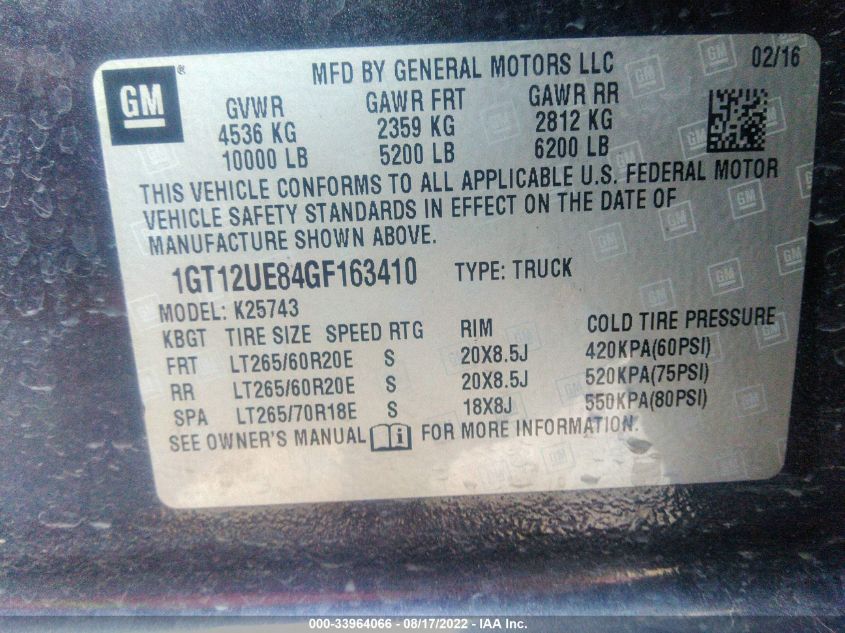 GM®
MFD BY GENERAL MOTORS LLC
02/16
GVWR GAWR FRT GAWR RR
4536 KG 2359 KG 2812 KG
10000 LB 5200 LB 6200 LB
THIS VEHICLE CONFORMS TO ALL APPLICABLE U.S. FEDERAL MOTOR
VEHICLE SAFETY STANDARDS IN EFFECT ON THE DATE OF
MANUFACTURE SHOWN ABOVE.
1GT12UE84GF163410 TYPE: TRUCK
MODEL: K25743
KBGT TIRE SIZE SPEED RTG RIM COLD TIRE PRESSURE
FRT LT265/60R20E S 20X8.5J 420KPA(60PSI)
RR LT265/60R20E S 20X8.5J 520KPA(75PSI)
SPA LT265/70R18E S 18X8J 550KPA(80PSI)
SEE OWNER'S MANUAL i FOR MORE INFORMATION.
000-33964066 - 08/17/2022 - IAA Inc.